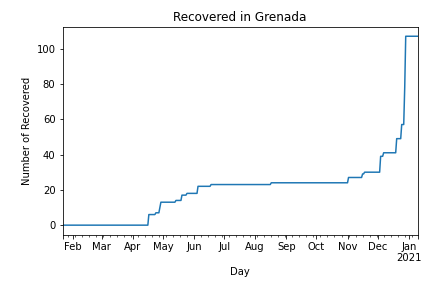 Recovered in Grenada
Number of Recovered
100
80
60
40
20
0
Feb Mar Apr May Jun Jul Aug Sep Oct Nov Dec Jan
2021
Day